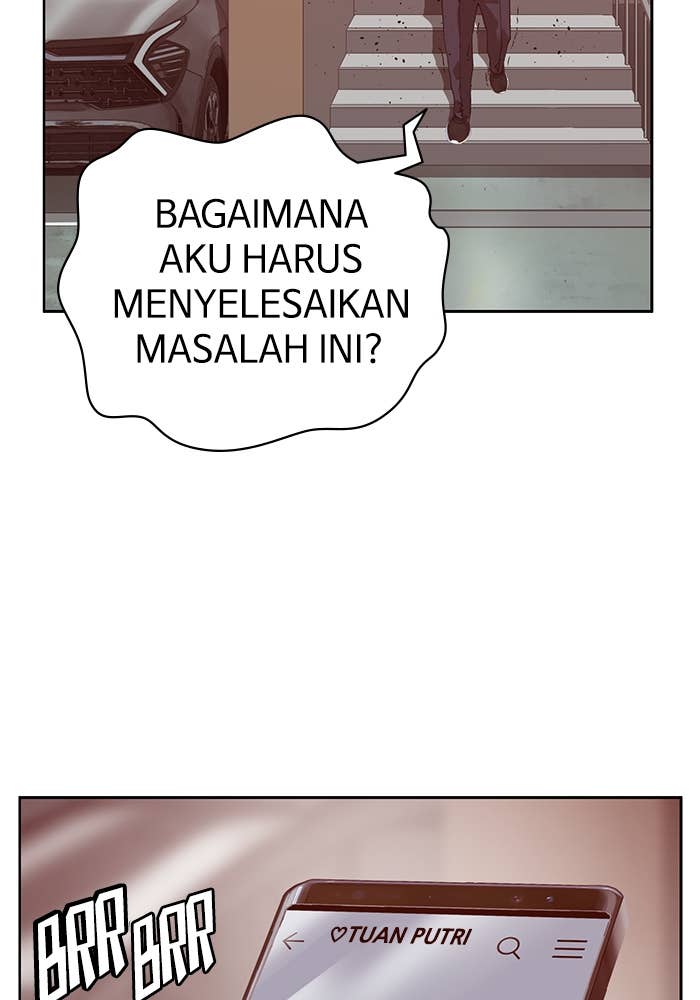 BAGAIMANA
AKU HARUS
MENYELESAIKAN
MASALAH INI?
BRR
BRR
♡TUAN PUTRI